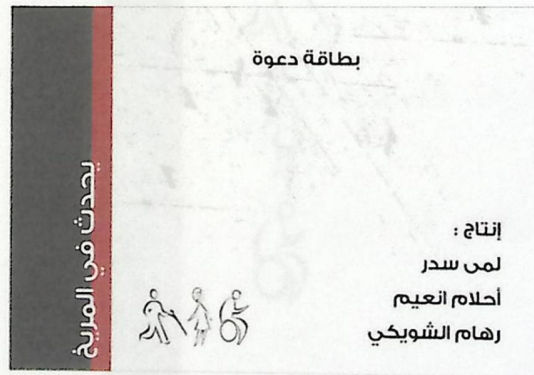 بطاقة دعوة
إنتاج :
لمى سدر
أحلام انعيم
رهام الشويكي
يحدث في المريخ